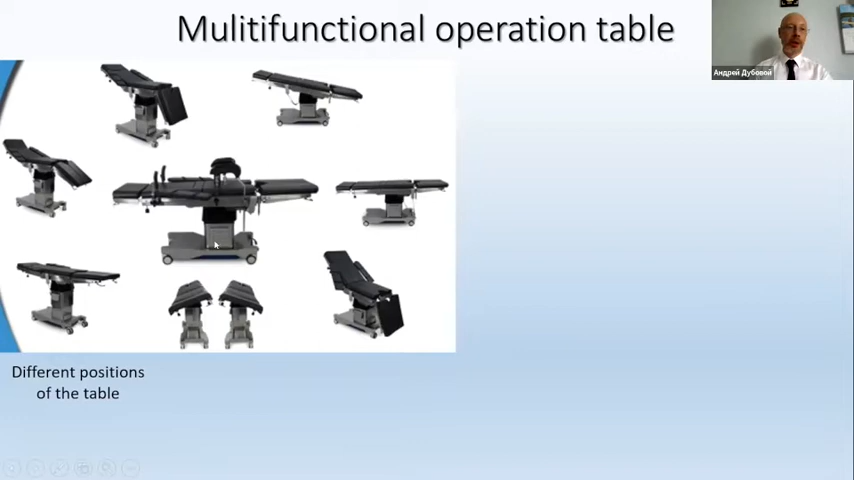 Mulitifunctional operation table
Андрей Дубовой
Different positions
of the table